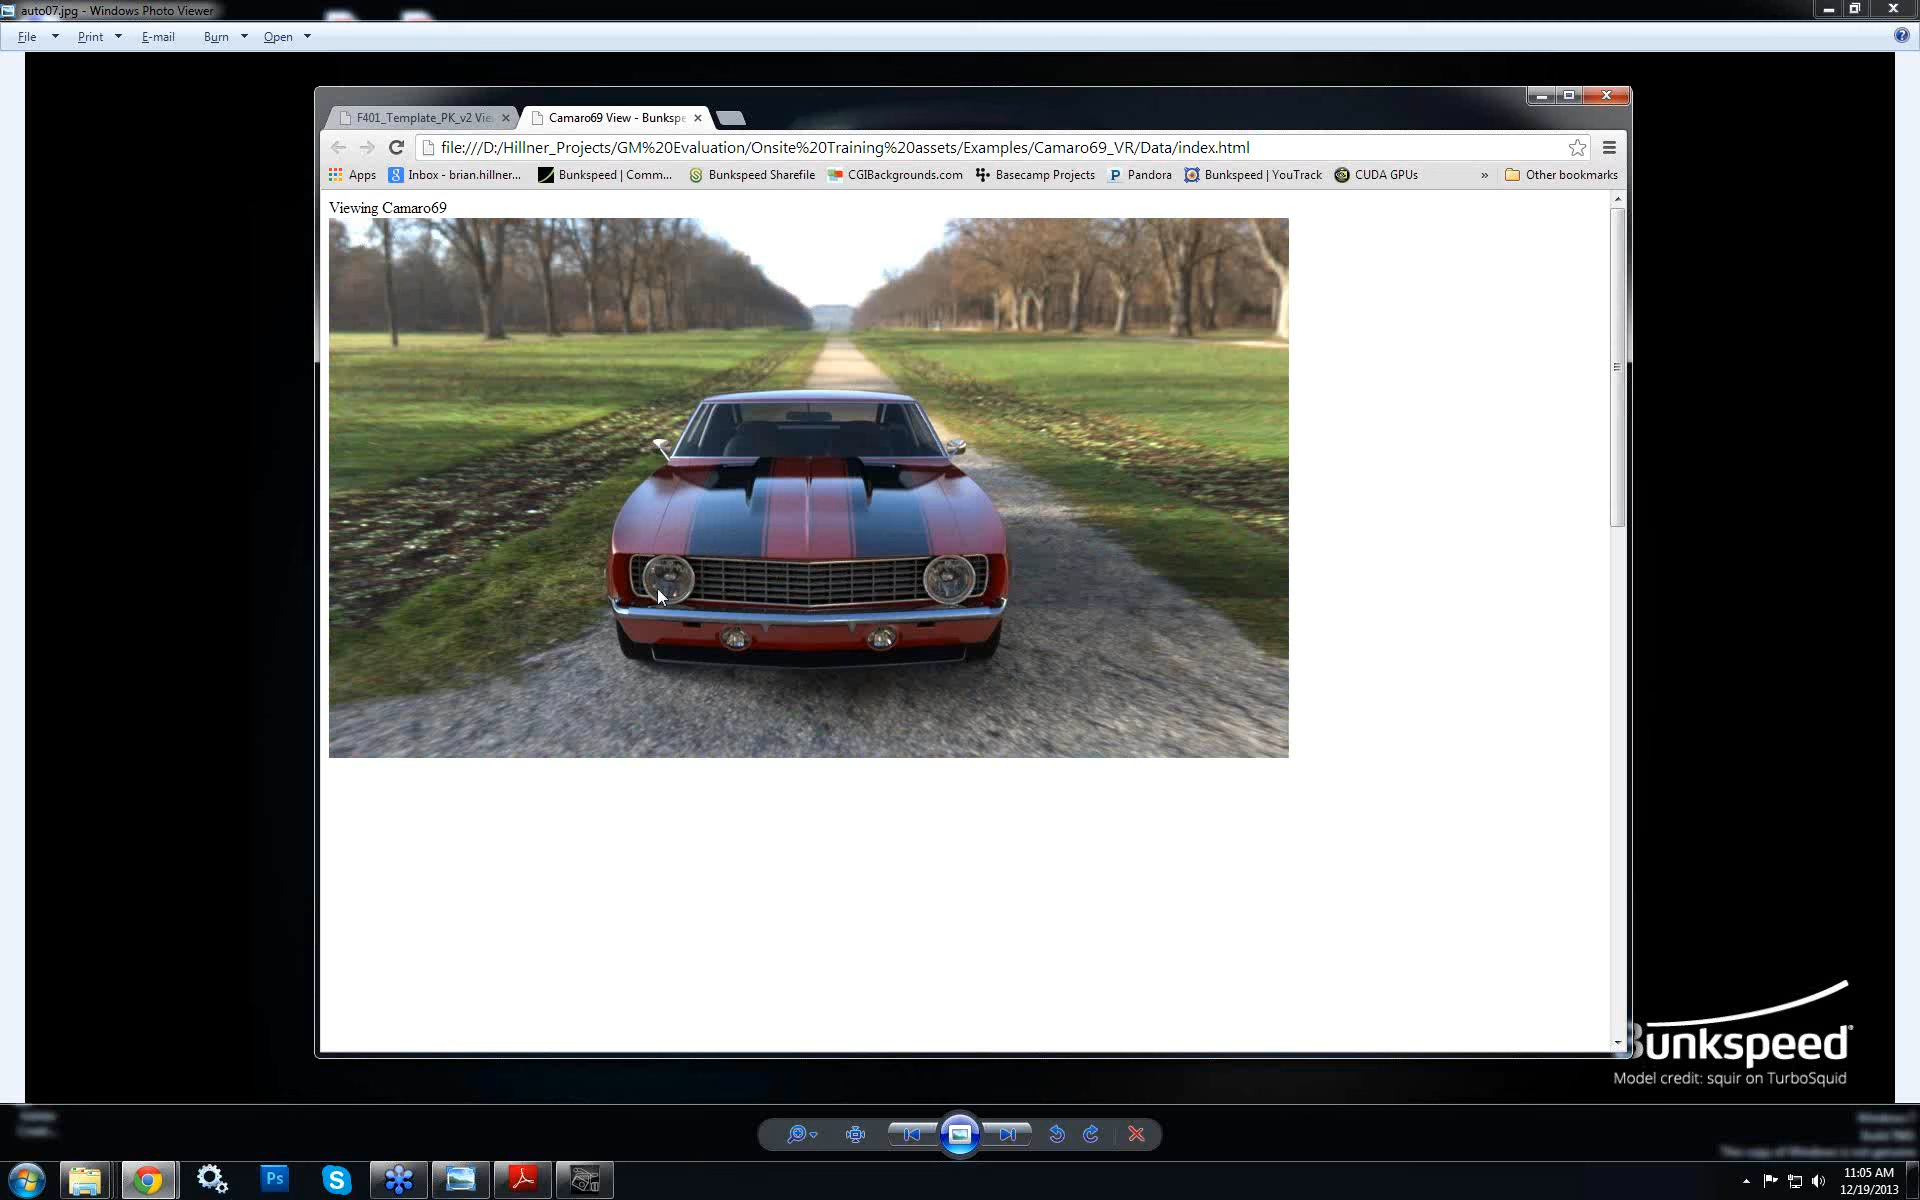 auto07.jpg - Windows Photo Viewer
File Print E-mail Burn Open
F401_Template_PK_v2 Vie
Camaro69 View - Bunkspe
file:///D:/Hillner_Projects/GM%20Evaluation/Onsite%20Training%20assets/Examples/Camaro69_VR/Data/index.html
Apps Inbox - brian.hillner... Bunkspeed | Comm... Bunkspeed Sharefile CGIBackgrounds.com Basecamp Projects Pandora Bunkspeed | YouTrack CUDA GPUs » Other bookmarks
Viewing Camaro69
Bunkspeed
Model credit: squir on TurboSquid
Ps
11:05 AM
12/19/2013